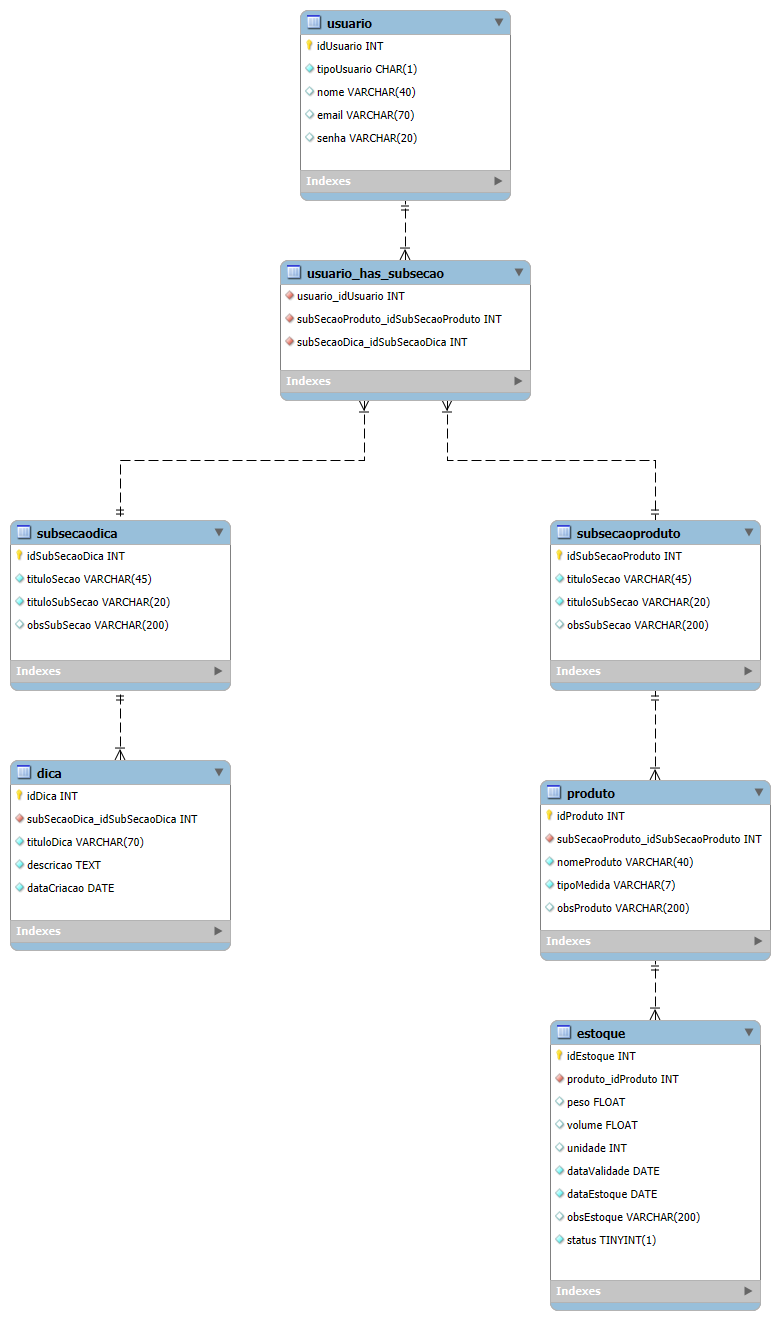 usuario
idUsuario INT
tipoUsuario CHAR(1)
nome VARCHAR(40)
email VARCHAR(70)
senha VARCHAR(20)
Indexes
usuario_has_subsecao
usuario_idUsuario INT
subSecaoProduto_idSubSecaoProduto INT
subSecaoDica_idSubSecaoDica INT
Indexes
subsecaodica
idSubSecaoDica INT
tituloSecao VARCHAR(45)
tituloSubSecao VARCHAR(20)
obsSubSecao VARCHAR(200)
Indexes
subsecaoproduto
idSubSecaoProduto INT
tituloSecao VARCHAR(45)
tituloSubSecao VARCHAR(20)
obsSubSecao VARCHAR(200)
Indexes
dica
idDica INT
subSecaoDica_idSubSecaoDica INT
tituloDica VARCHAR(70)
descricao TEXT
dataCriacao DATE
Indexes
produto
idProduto INT
subSecaoProduto_idSubSecaoProduto INT
nomeProduto VARCHAR(40)
tipoMedida VARCHAR(7)
obsProduto VARCHAR(200)
Indexes
estoque
idEstoque INT
produto_idProduto INT
peso FLOAT
volume FLOAT
unidade INT
dataValidade DATE
dataEstoque DATE
obsEstoque VARCHAR(200)
status TINYINT(1)
Indexes